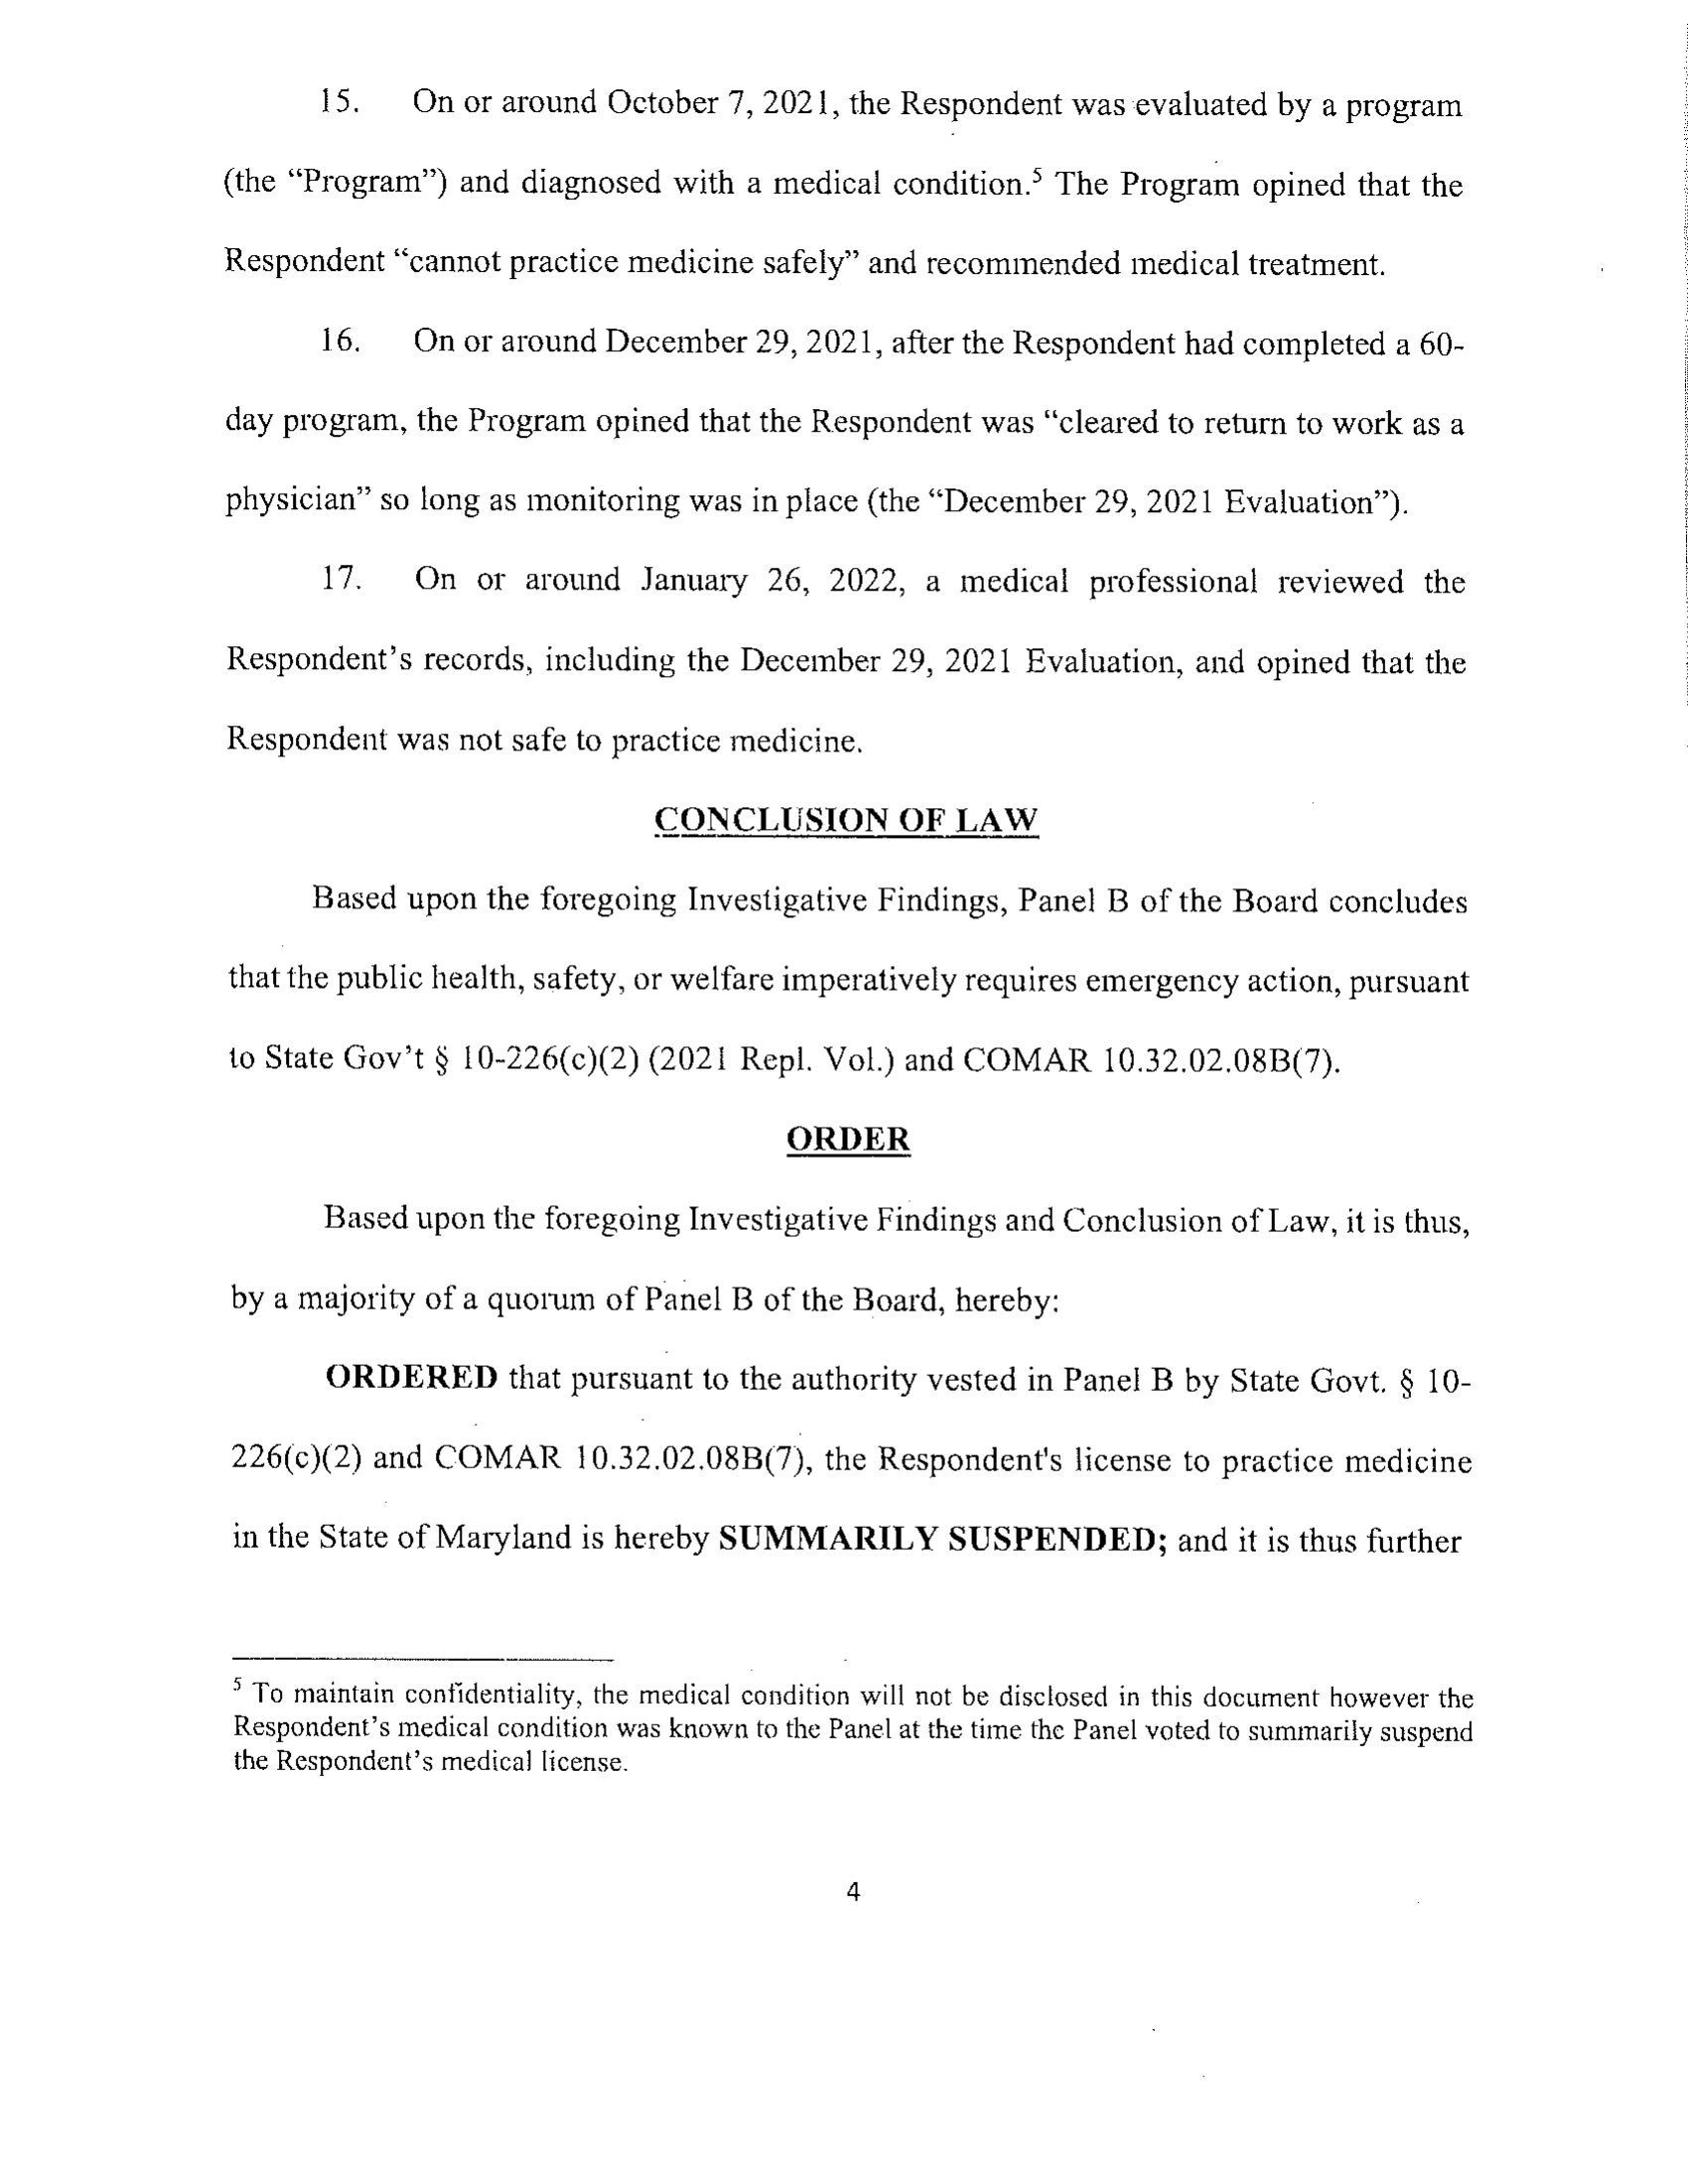 15. On or around October 7, 2021, the Respondent was evaluated by a program
(the “Program”) and diagnosed with a medical condition.⁵ The Program opined that the
Respondent “cannot practice medicine safely” and recommended medical treatment.
16. On or around December 29, 2021, after the Respondent had completed a 60-
day program, the Program opined that the Respondent was “cleared to return to work as a
physician” so long as monitoring was in place (the “December 29, 2021 Evaluation”).
17. On or around January 26, 2022, a medical professional reviewed the
Respondent’s records, including the December 29, 2021 Evaluation, and opined that the
Respondent was not safe to practice medicine.
CONCLUSION OF LAW
Based upon the foregoing Investigative Findings, Panel B of the Board concludes
that the public health, safety, or welfare imperatively requires emergency action, pursuant
to State Gov’t § 10-226(c)(2) (2021 Repl. Vol.) and COMAR 10.32.02.08B(7).
ORDER
Based upon the foregoing Investigative Findings and Conclusion of Law, it is thus,
by a majority of a quorum of Panel B of the Board, hereby:
ORDERED that pursuant to the authority vested in Panel B by State Govt. § 10-
226(c)(2) and COMAR 10.32.02.08B(7), the Respondent's license to practice medicine
in the State of Maryland is hereby SUMMARILY SUSPENDED; and it is thus further
⁵ To maintain confidentiality, the medical condition will not be disclosed in this document however the
Respondent’s medical condition was known to the Panel at the time the Panel voted to summarily suspend
the Respondent’s medical license.
4